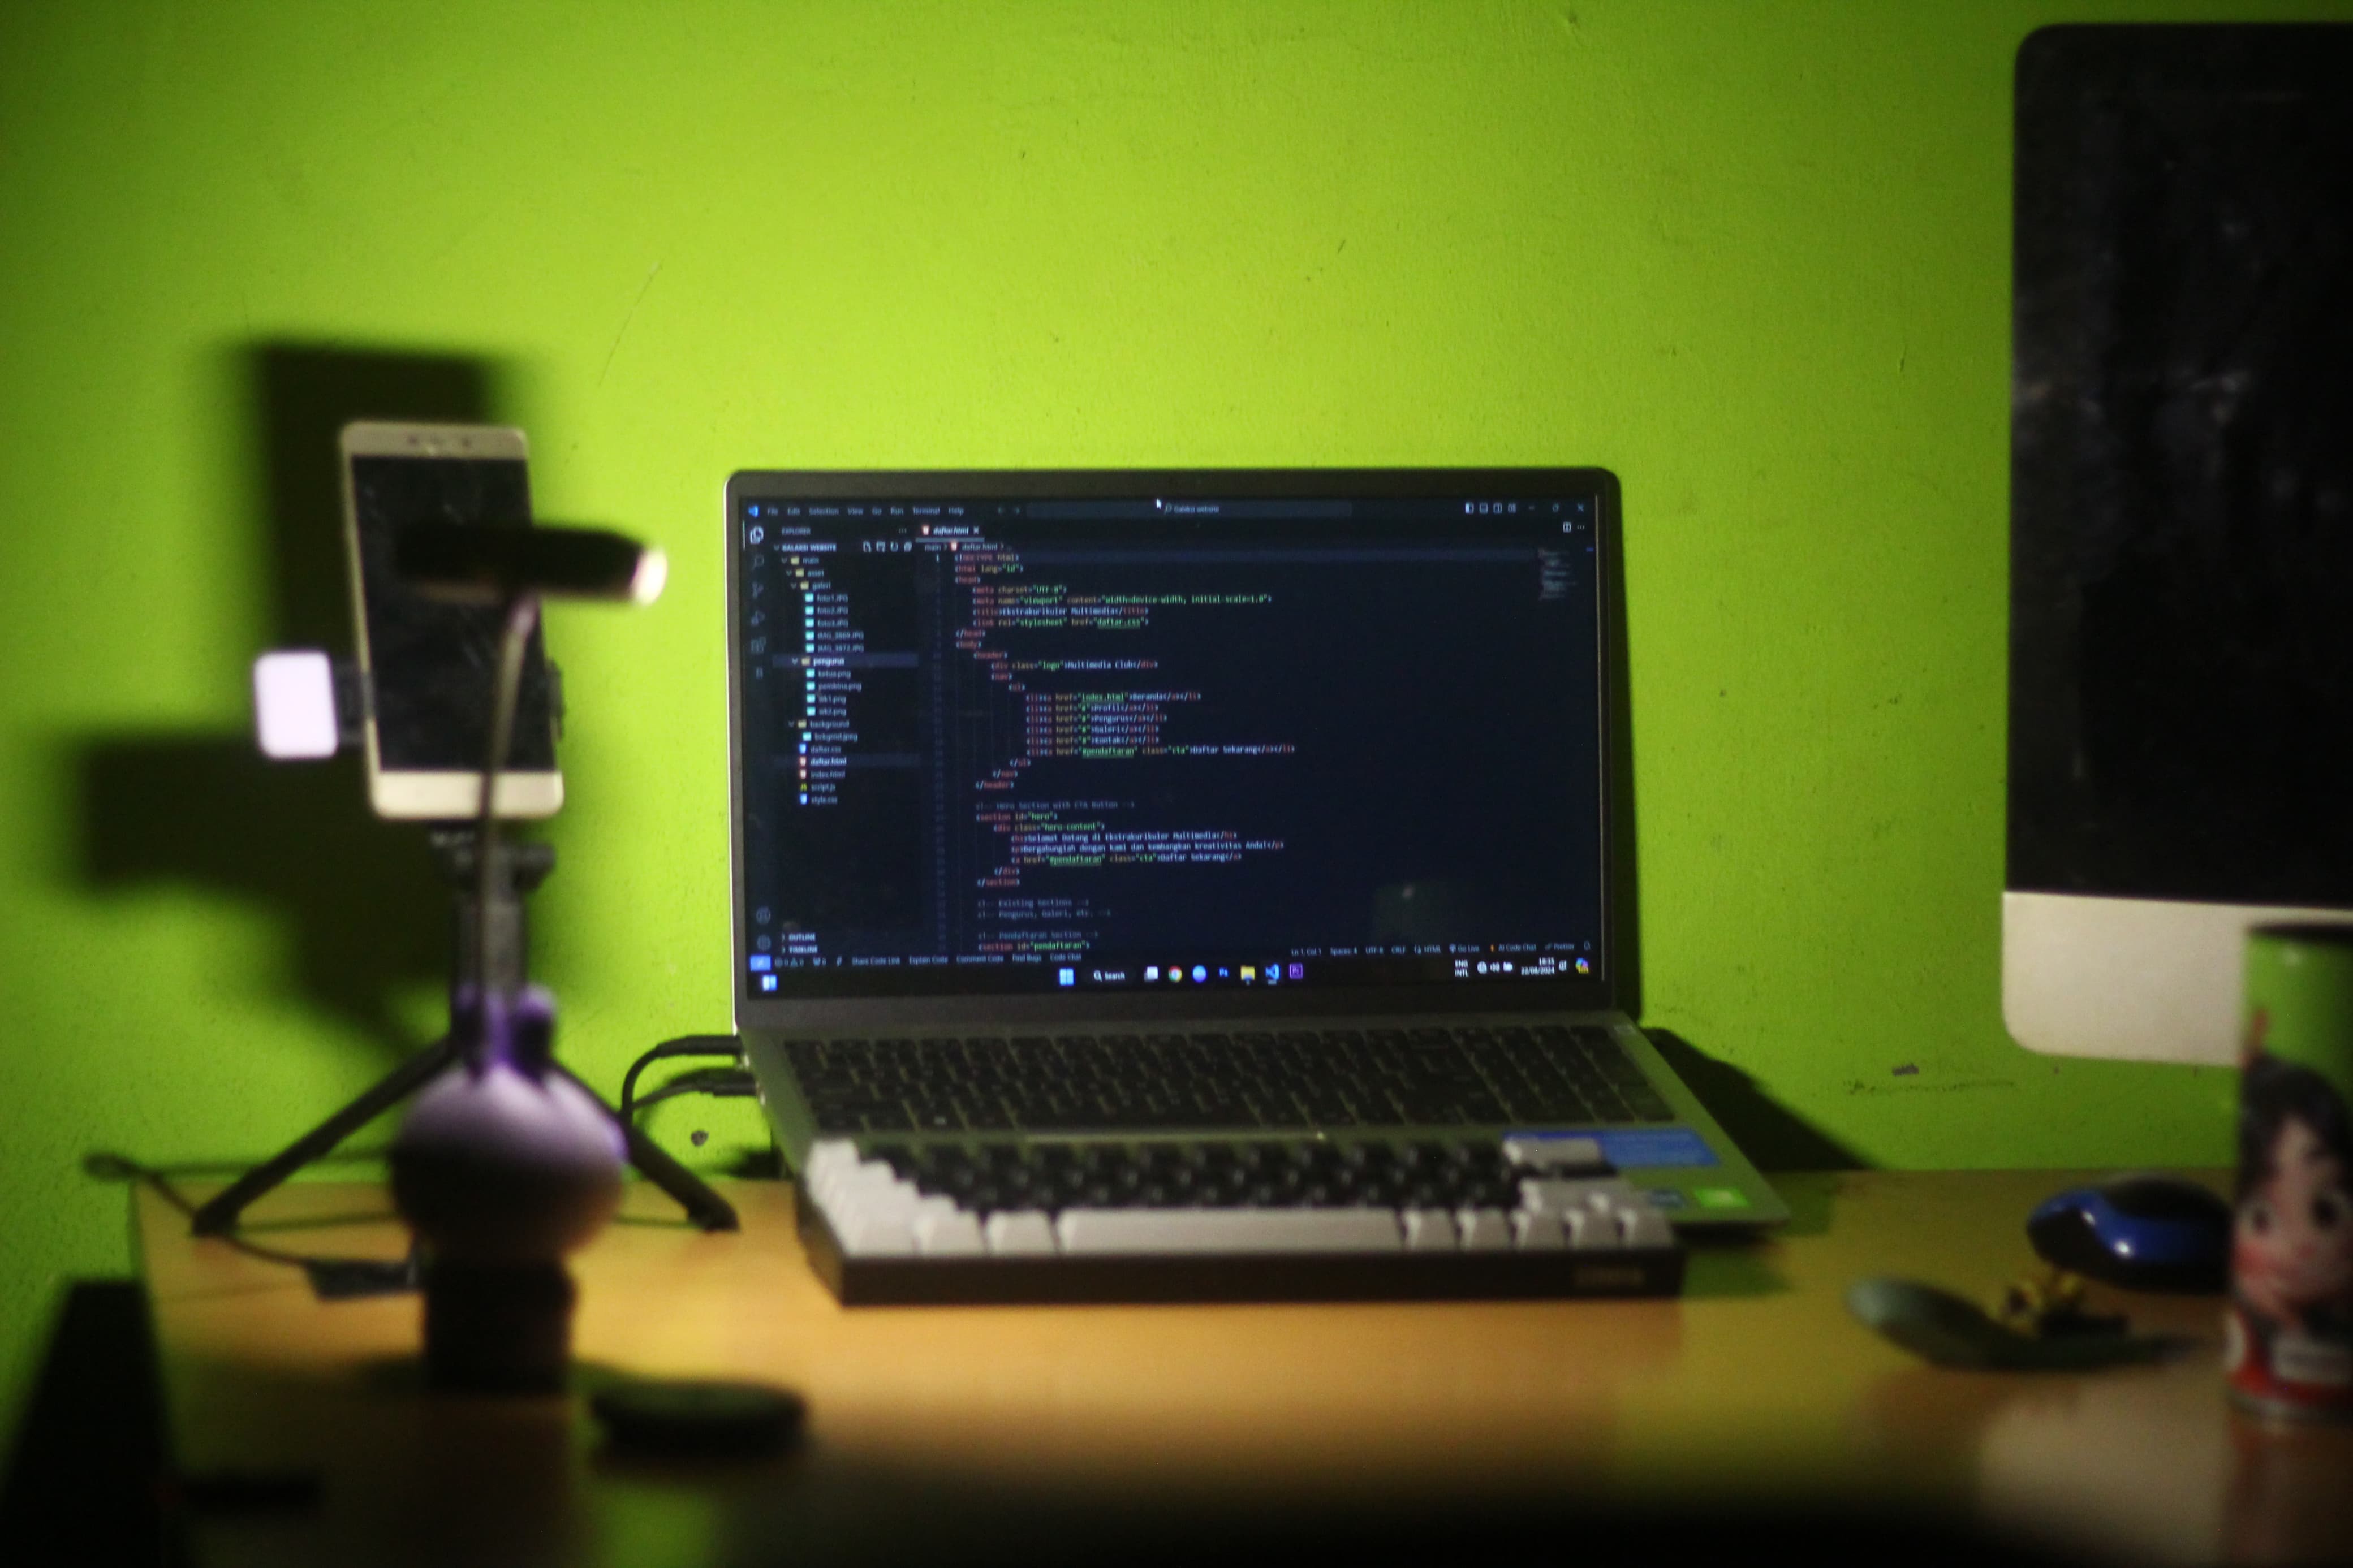 File Edit Selection View Go Run Terminal Help
Galaksi website
EXPLORER
daftar.html
GALAKSI WEBSITE
main > daftar.html > ...
main
asset
galeri
foto1.JPG
foto2.JPG
foto3.JPG
IMG_3869.JPG
IMG_3872.JPG
pengurus
ketua.png
pembina.png
background
daftar.css
daftar.html
index.html
script.js
style.css
OUTLINE
TIMELINE
<!DOCTYPE html>
<html lang="id">
<head>
<meta charset="UTF-8">
<meta name="viewport" content="width=device-width, initial-scale=1.0">
<title>Ekstrakurikuler Multimedia</title>
<link rel="stylesheet" href="daftar.css">
</head>
<body>
<header>
<div class="logo">Multimedia Club</div>
<nav>
<ul>
<li><a href="index.html">Beranda</a></li>
<li><a href="#">Profil</a></li>
<li><a href="#">Pengurus</a></li>
<li><a href="#">Galeri</a></li>
<li><a href="#">Kontak</a></li>
<li><a href="#pendaftaran" class="cta">Daftar Sekarang</a></li>
</ul>
</nav>
</header>
<!-- Hero Section with CTA Button -->
<section id="hero">
<div class="hero-content">
<h1>Selamat Datang di Ekstrakurikuler Multimedia</h1>
<p>Bergabunglah dengan kami dan kembangkan kreativitas Anda!</p>
<a href="#pendaftaran" class="cta">Daftar Sekarang</a>
</div>
</section>
<!-- Existing Sections -->
<!-- Pengurus, Galeri, etc. -->
<!-- Pendaftaran Section -->
<section id="pendaftaran">
Share Code Link Explain Code Comment Code Find Bugs Code Chat
Ln 1, Col 1 Spaces: 4 UTF-8 CRLF HTML Go Live AI Code Chat Prettier
Search
Ps
ENG
INTL
22/08/2024